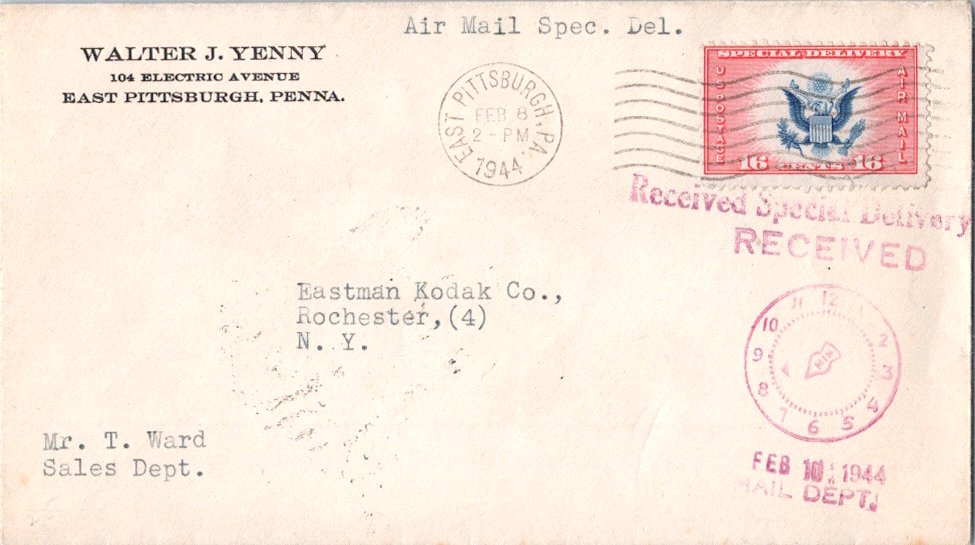 Air Mail Spec. Del.
WALTER J. YENNY
104 ELECTRIC AVENUE
EAST PITTSBURGH, PENNA.
EAST PITTSBURGH, PA.
FEB 8
2 - PM
1944
SPECIAL DELIVERY
US POSTAGE
AIR MAIL
16 CENTS 16
Received Special Delivery
RECEIVED
11 12 2 3 4 5 6 7 8 9 10
MIN
Eastman Kodak Co.,
Rochester,(4)
N. Y.
Mr. T. Ward
Sales Dept.
FEB 10 1944
MAIL DEPT.